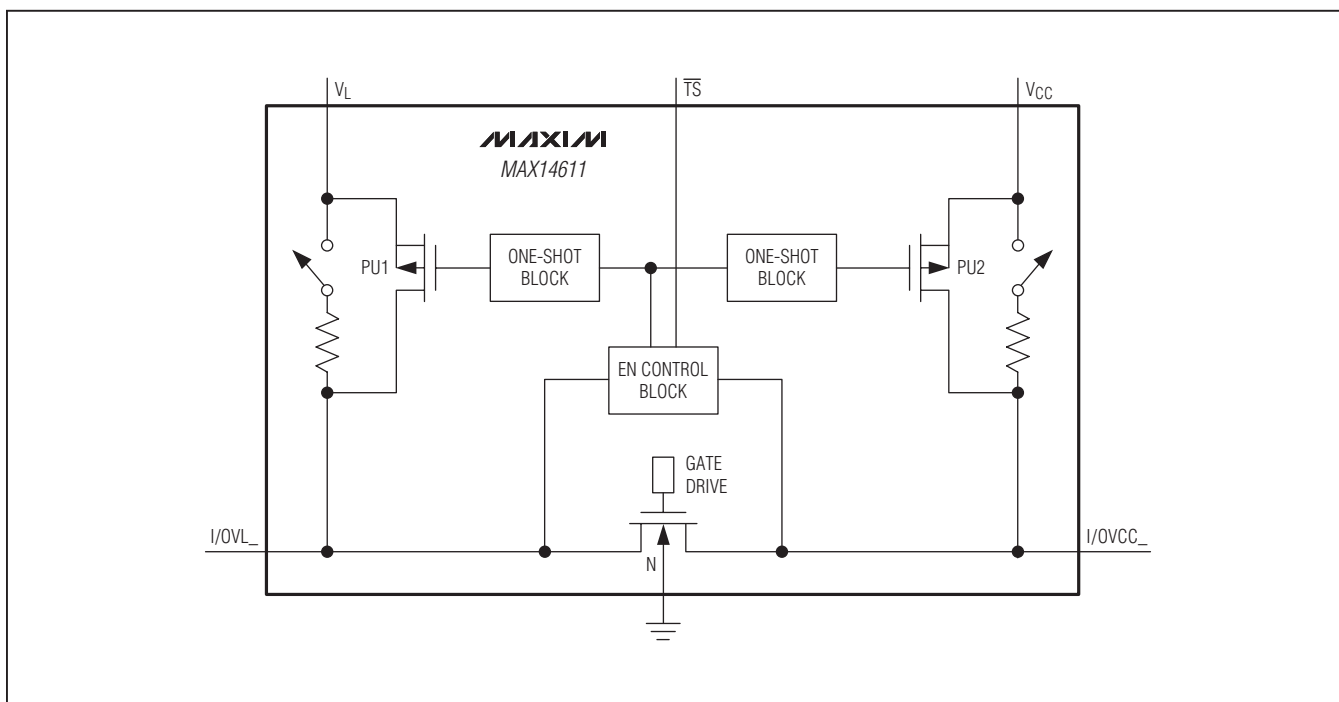 VL
TS
VCC
MAXIM
MAX14611
PU1
ONE-SHOT
BLOCK
ONE-SHOT
BLOCK
PU2
EN CONTROL
BLOCK
GATE
DRIVE
I/OVL_
N
I/OVCC_